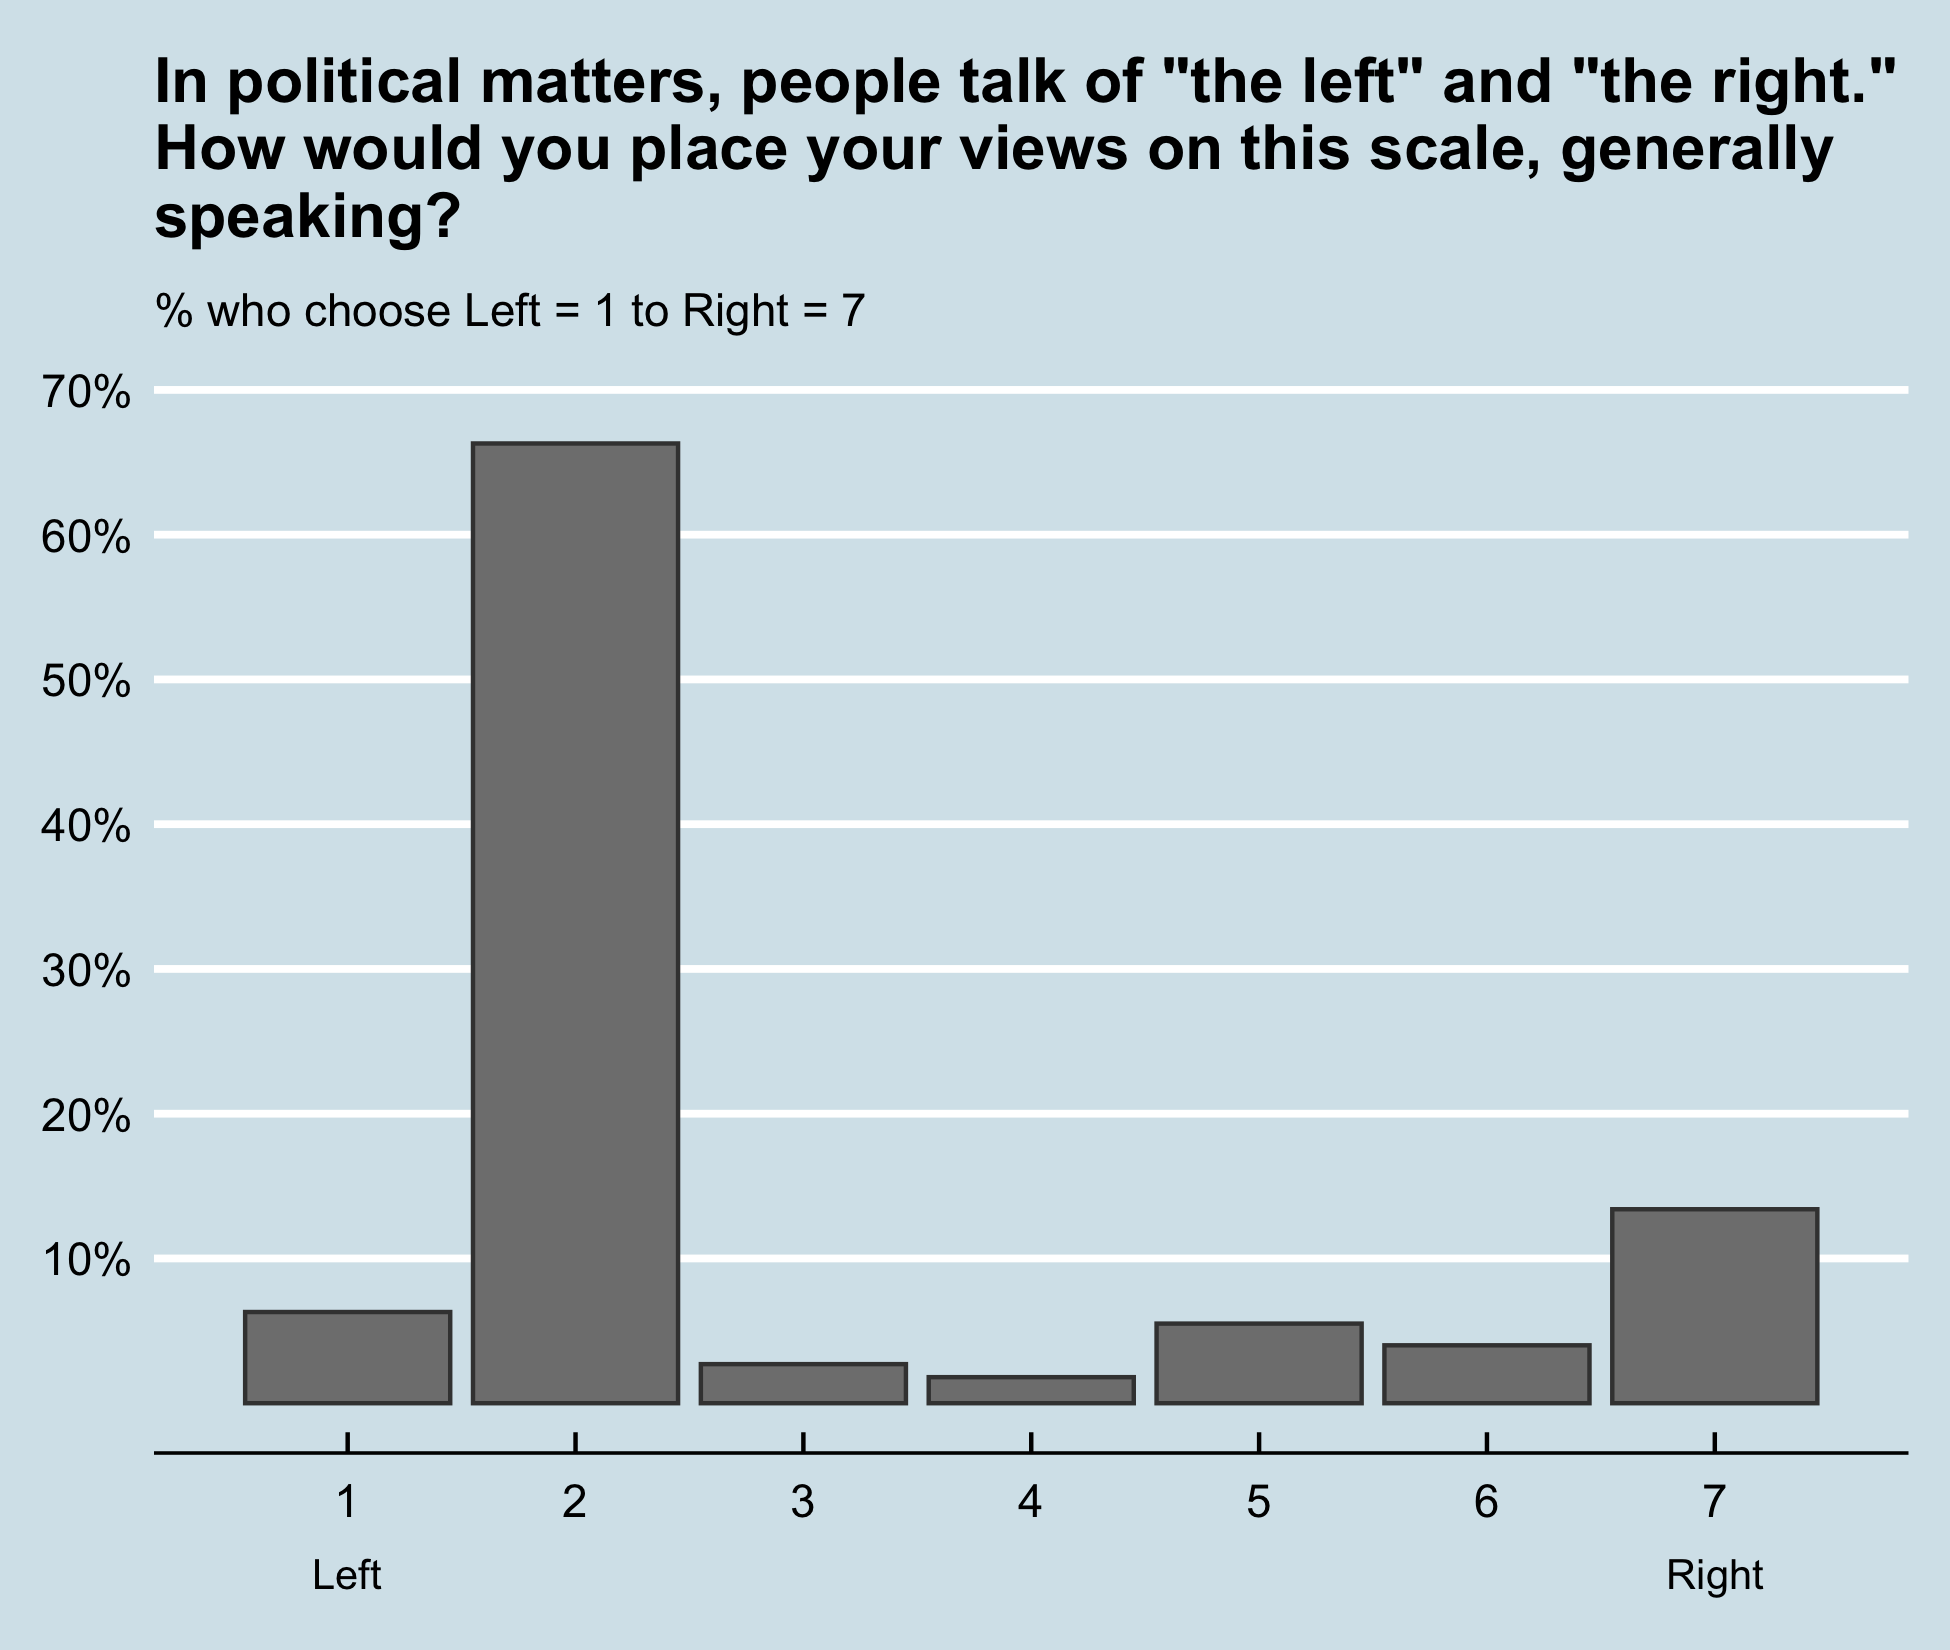 In political matters, people talk of "the left" and "the right."
How would you place your views on this scale, generally
speaking?
% who choose Left = 1 to Right = 7
70%
60%
50%
40%
30%
20%
10%
1 2 3 4 5 6 7
Left Right